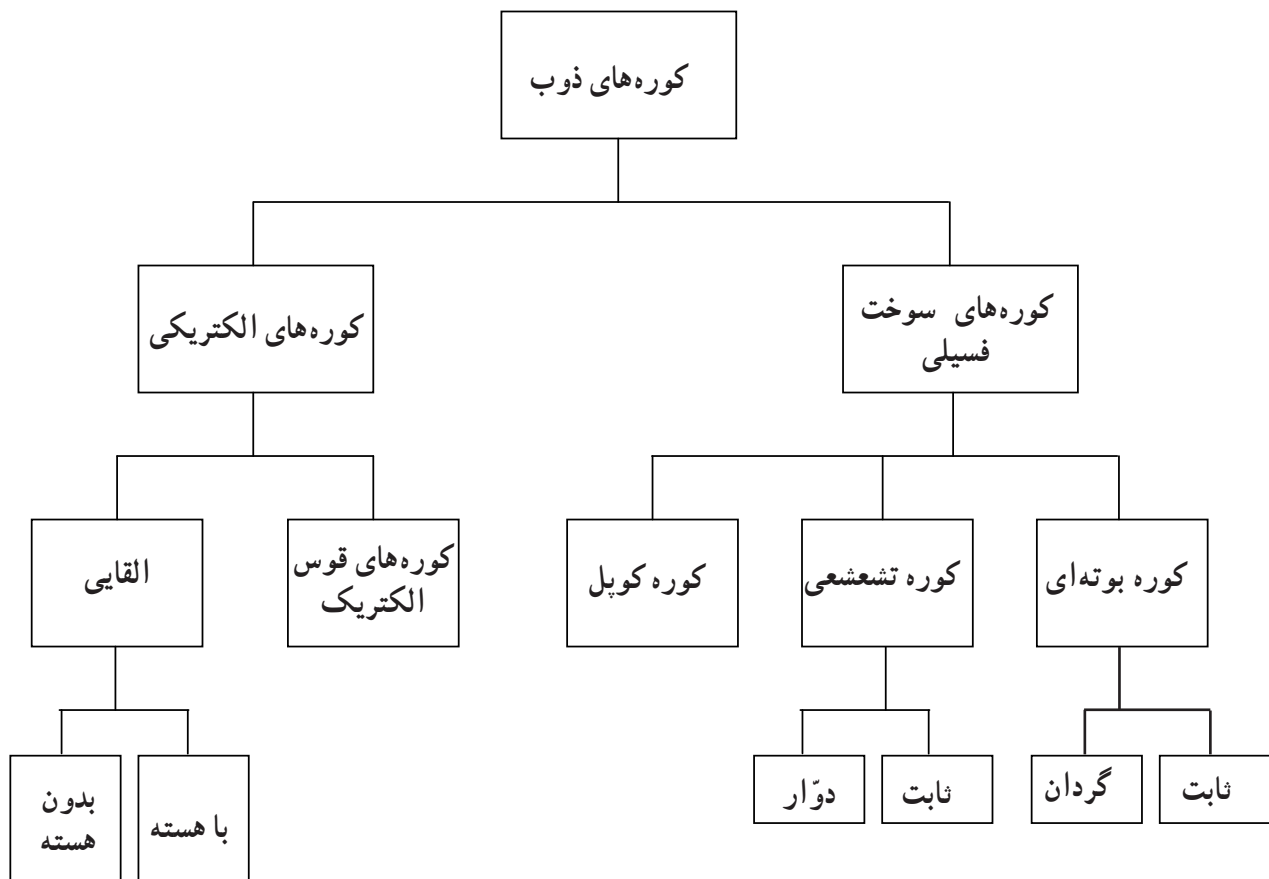 کوره‌های ذوب
کوره‌های سوخت
فسیلی
کوره‌های الکتریکی
کوره بوته‌ای
کوره تشعشعی
کوره کوپل
کوره‌های قوس
الکتریک
القایی
ثابت
گردان
ثابت
دوّار
با هسته
بدون
هسته